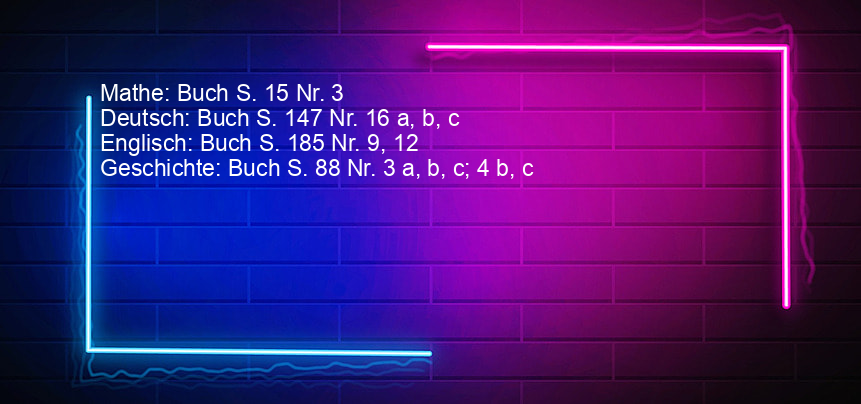 Mathe: Buch S. 15 Nr. 3
Deutsch: Buch S. 147 Nr. 16 a, b, c
Englisch: Buch S. 185 Nr. 9, 12
Geschichte: Buch S. 88 Nr. 3 a, b, c; 4 b, c